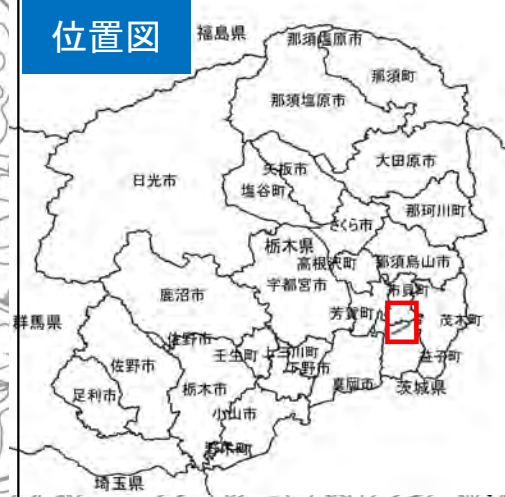 位置図
福島県
那須塩原市
那須町
那須塩原市
大田原市
矢板市
日光市
塩谷町
那珂川町
さくら市
栃木県
高根沢町
那須烏山市
宇都宮市
鹿沼市
市貝町
芳賀町
茂木町
群馬県
佐野市
壬生町
上三川町
下野市
益子町
佐野市
真岡市
茨城県
足利市
栃木市
小山市
野木町
埼玉県